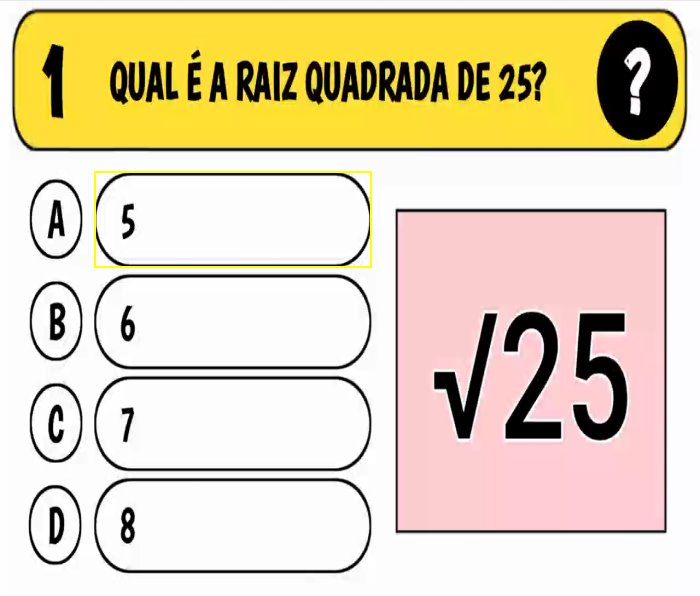 1 QUAL É A RAIZ QUADRADA DE 25? ?
A 5
B 6
C 7
D 8
√25